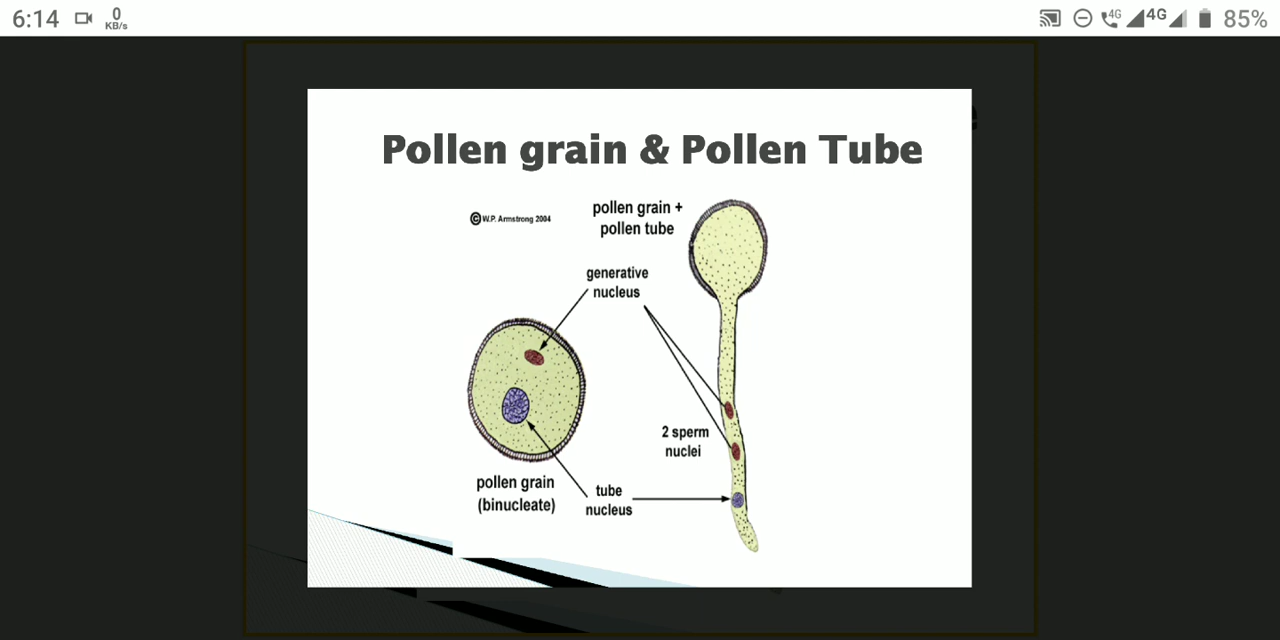 6:14 0 KB/s 4G 4G 85%
Pollen grain & Pollen Tube
©W.P. Armstrong 2004
pollen grain +
pollen tube
generative
nucleus
2 sperm
nuclei
pollen grain
(binucleate)
tube
nucleus